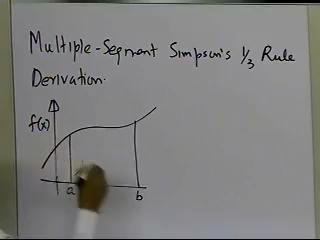 Multiple-Segment Simpson's 1/3 Rule
Derivation.
f(x)
a
b